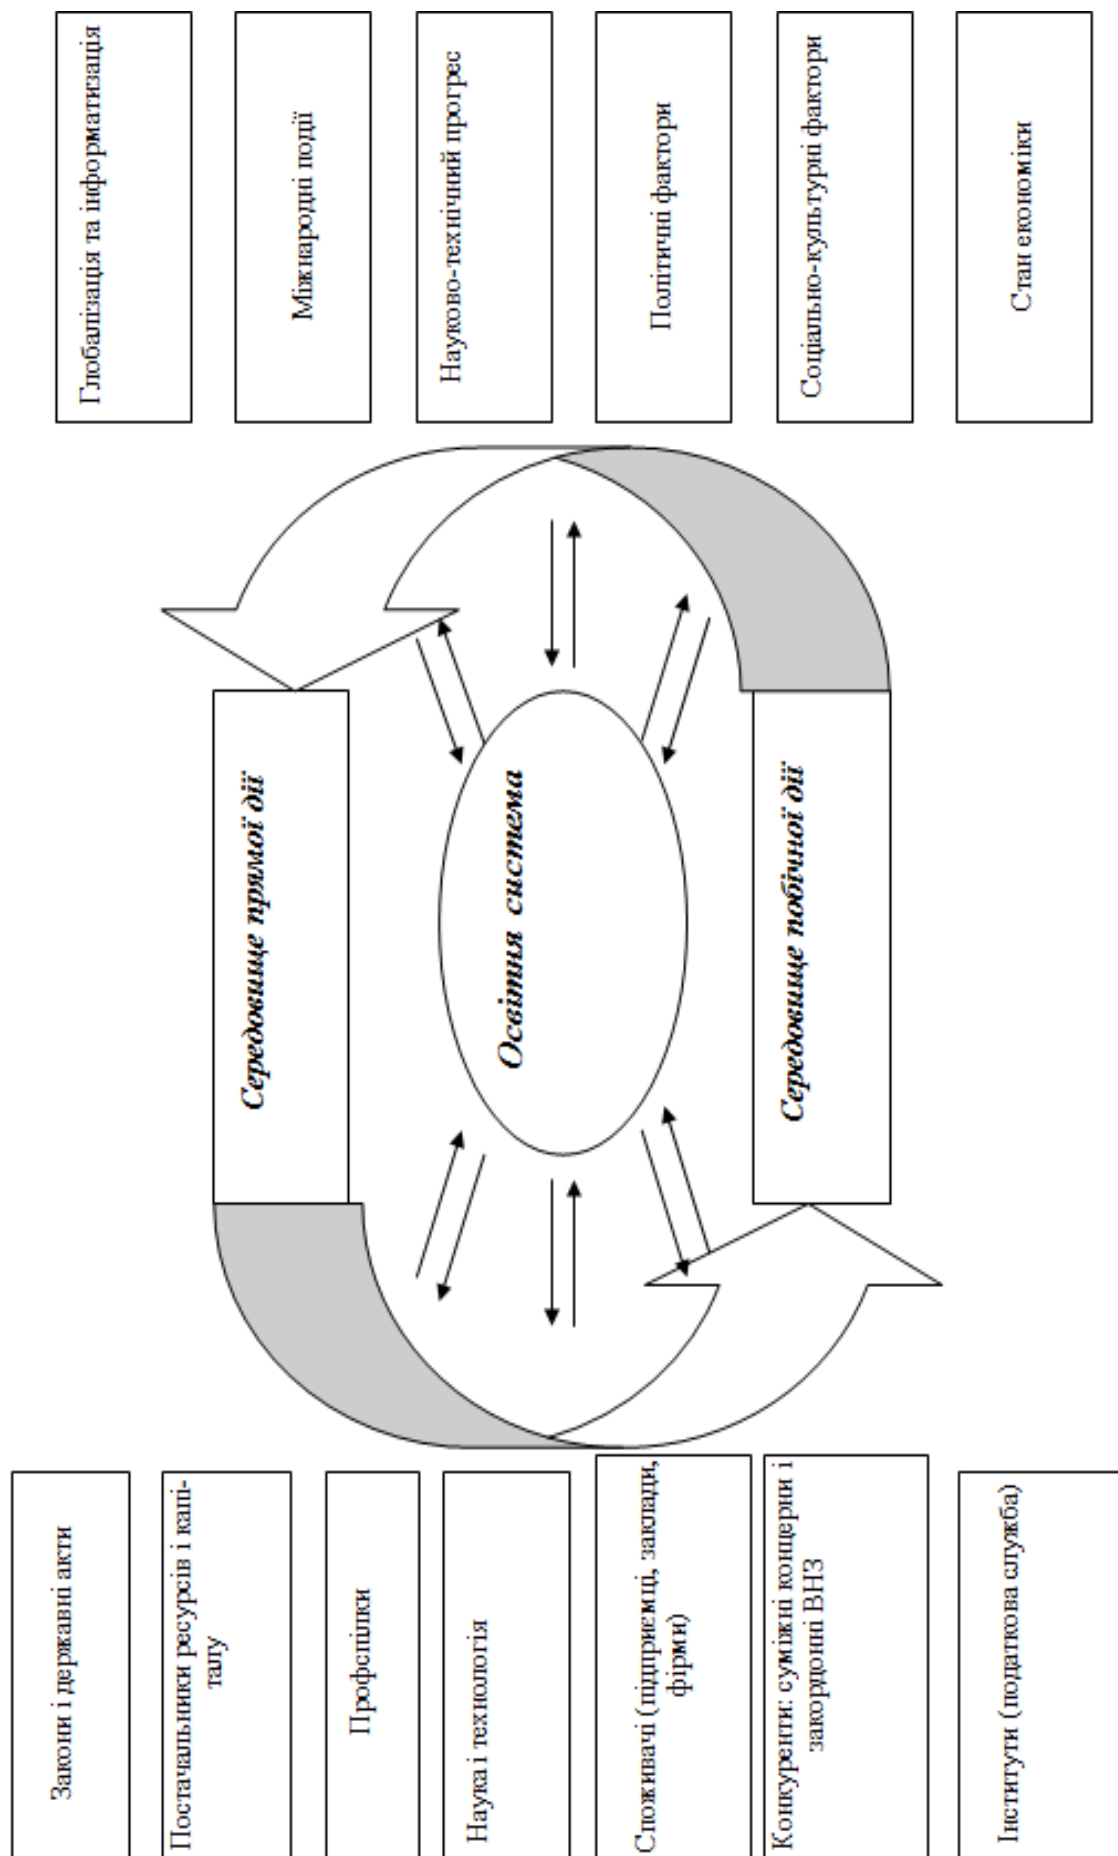 Закони і державні акти
Постачальники ресурсів і капі-
талу
Профспілки
Наука і технологія
Споживачі (підприємці, заклади,
фірми)
Конкуренти: суміжні концерни і
закордонні ВНЗ
Інститути (податкова служба)
Середовище прямої дії
Освітня система
Середовище побічної дії
Глобалізація та інформатизація
Міжнародні події
Науково-технічний прогрес
Політичні фактори
Соціально-культурні фактори
Стан економіки